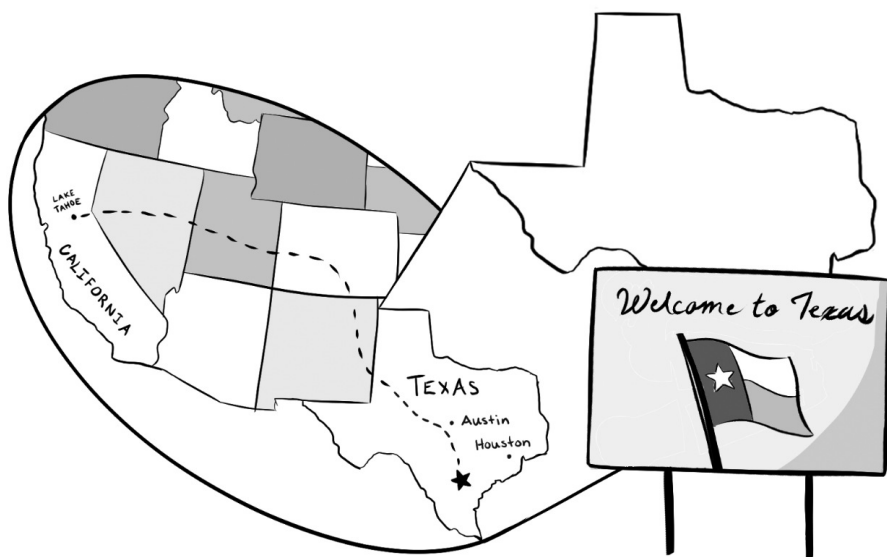 LAKE
TAHOE
CALIFORNIA
TEXAS
Austin
Houston
Welcome to Texas